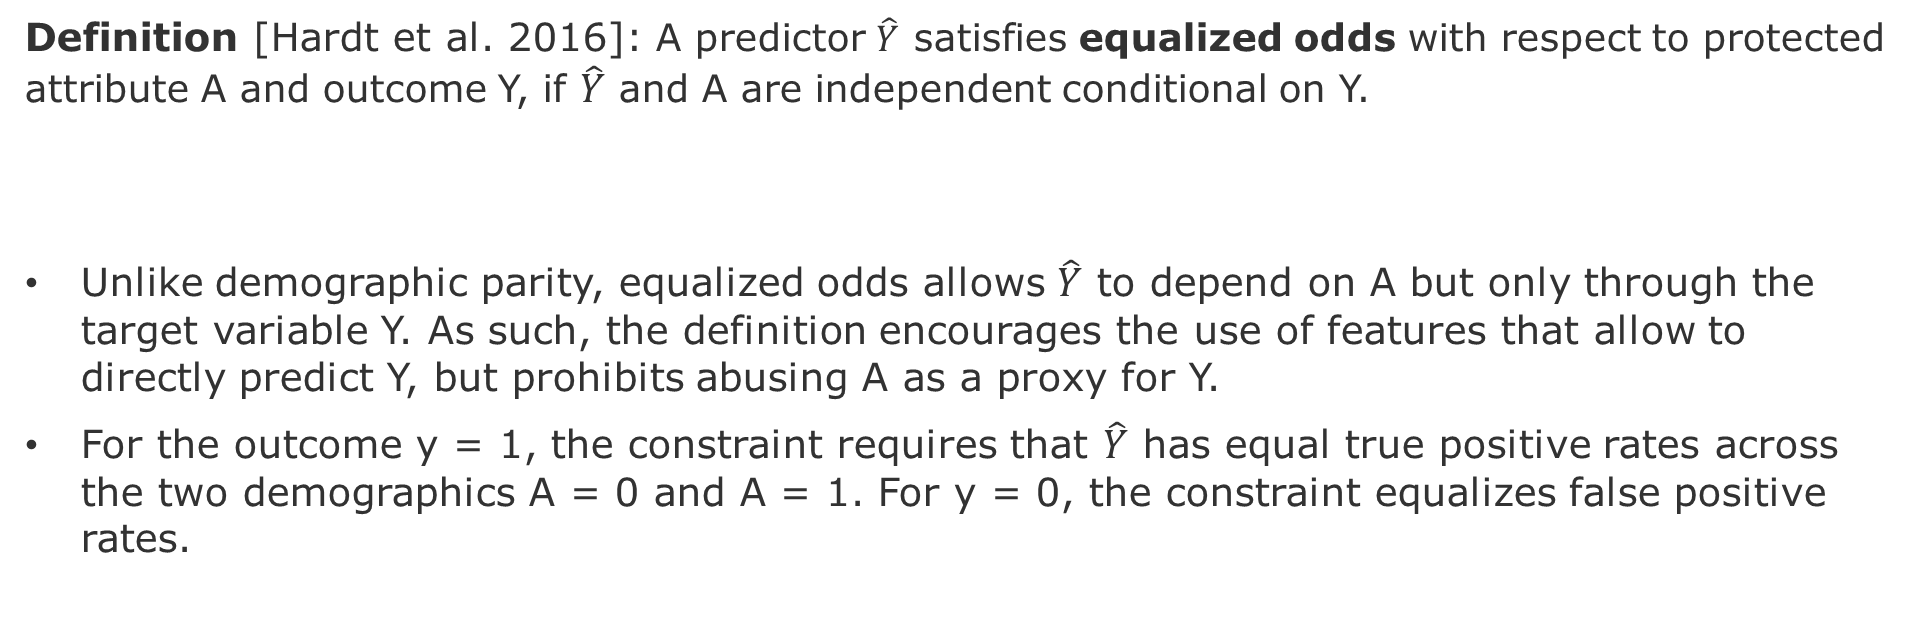 Definition [Hardt et al. 2016]: A predictor Ŷ satisfies equalized odds with respect to protected
attribute A and outcome Y, if Ŷ and A are independent conditional on Y.
• Unlike demographic parity, equalized odds allows Ŷ to depend on A but only through the
target variable Y. As such, the definition encourages the use of features that allow to
directly predict Y, but prohibits abusing A as a proxy for Y.
• For the outcome y = 1, the constraint requires that Ŷ has equal true positive rates across
the two demographics A = 0 and A = 1. For y = 0, the constraint equalizes false positive
rates.